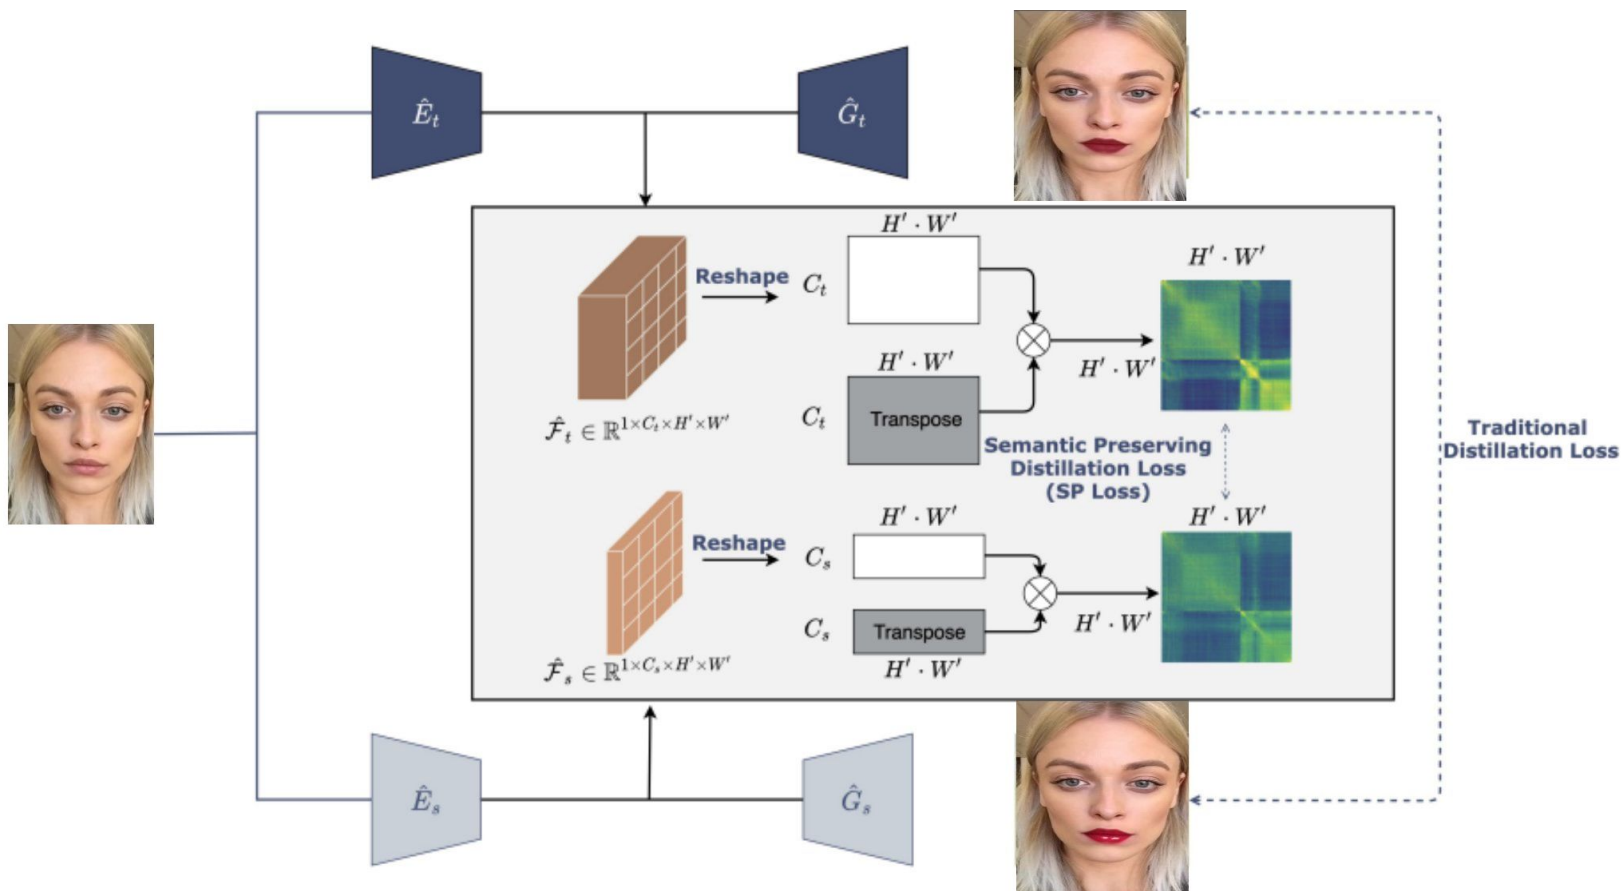 Ê_t
Ĝ_t
H′ · W′
Reshape
C_t
H′ · W′
H′ · W′
H′ · W′
C_t
Transpose
F̂_t ∈ ℝ^{1×C_t×H′×W′}
Semantic Preserving
Distillation Loss
(SP Loss)
Traditional
Distillation Loss
H′ · W′
H′ · W′
Reshape
C_s
C_s
Transpose
H′ · W′
H′ · W′
F̂_s ∈ ℝ^{1×C_s×H′×W′}
Ê_s
Ĝ_s